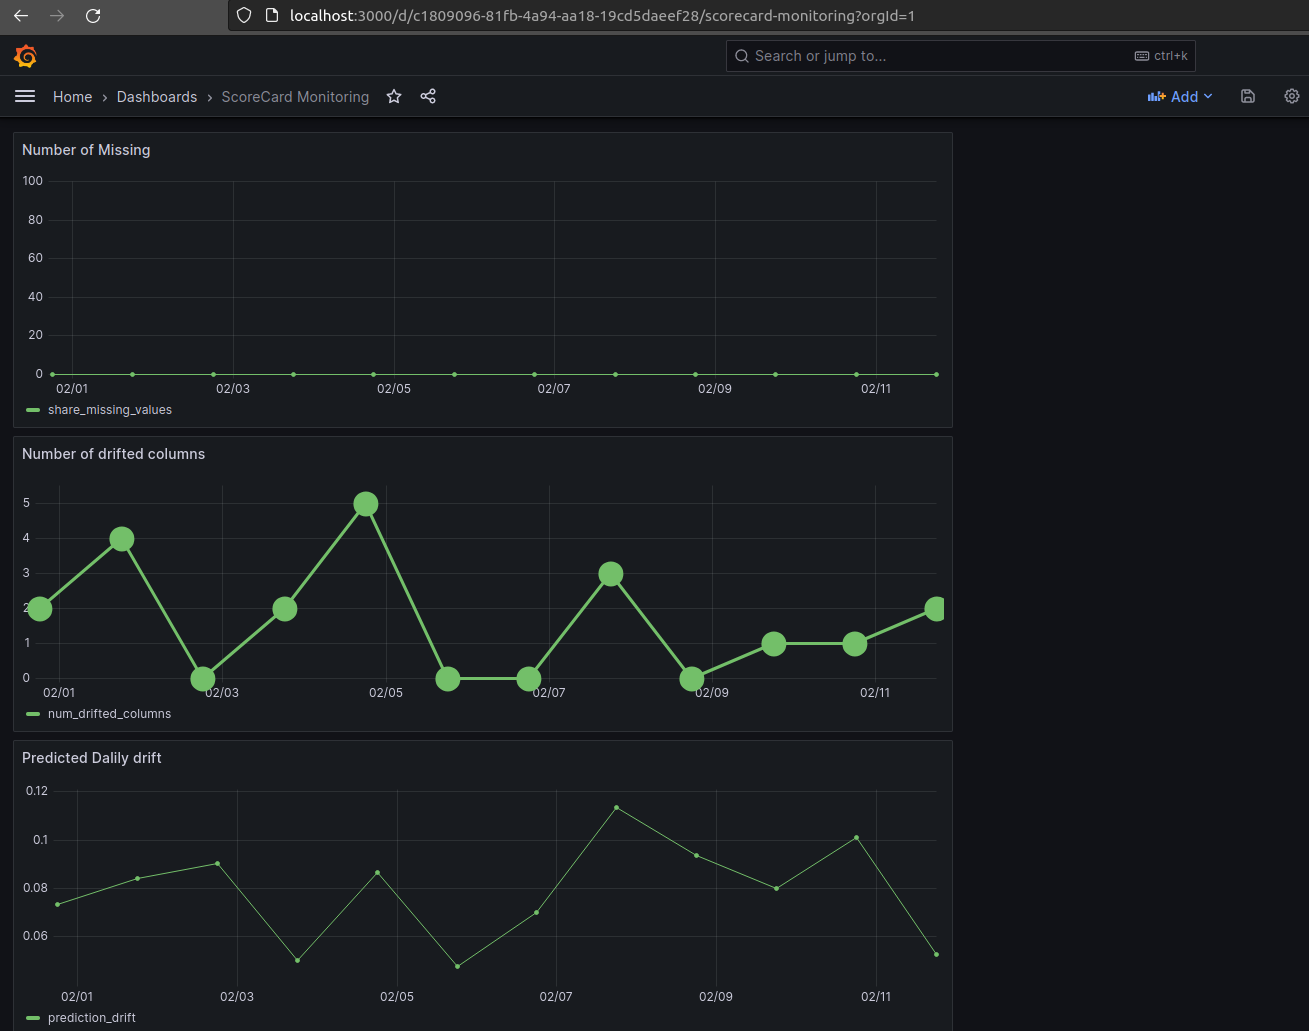 localhost:3000/d/c1809096-81fb-4a94-aa18-19cd5daeef28/scorecard-monitoring?orgId=1
Search or jump to... ctrl+k
Home › Dashboards › ScoreCard Monitoring Add
Number of Missing
100
80
60
40
20
0
02/01 02/03 02/05 02/07 02/09 02/11
share_missing_values
Number of drifted columns
5
4
3
2
1
0
02/01 02/03 02/05 02/07 02/09 02/11
num_drifted_columns
Predicted Dalily drift
0.12
0.1
0.08
0.06
02/01 02/03 02/05 02/07 02/09 02/11
prediction_drift